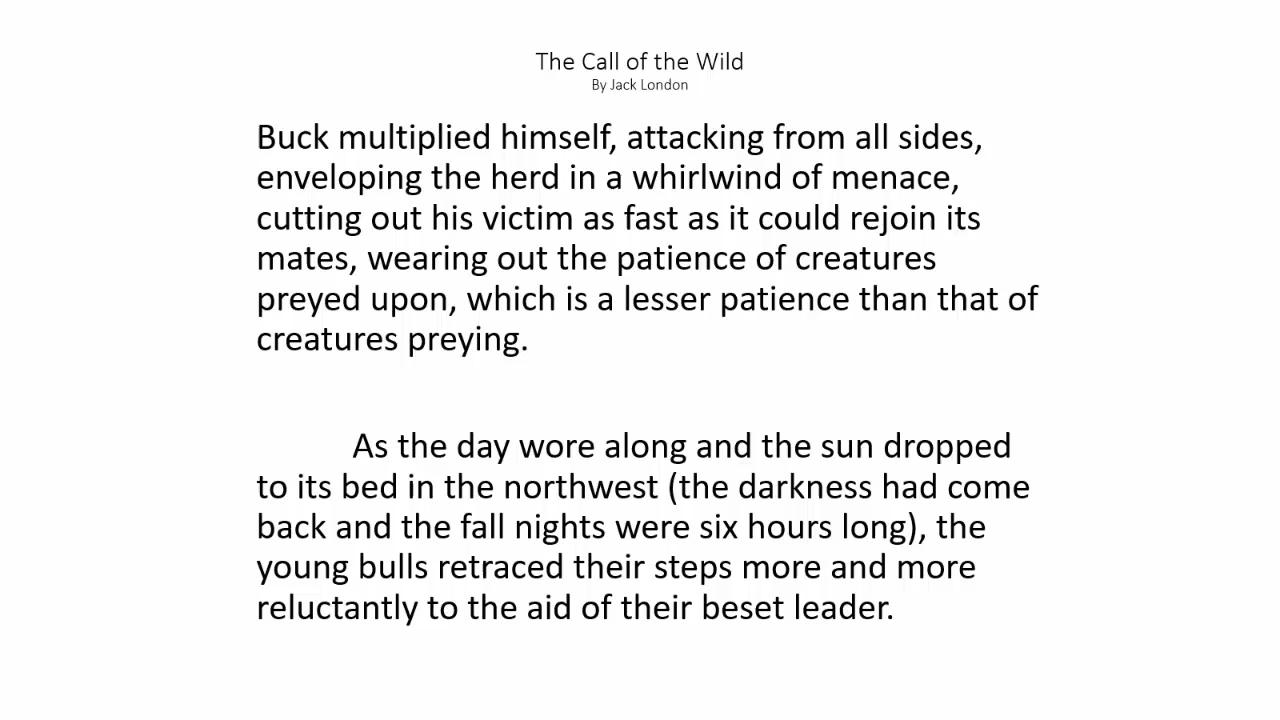 The Call of the Wild
By Jack London
Buck multiplied himself, attacking from all sides,
enveloping the herd in a whirlwind of menace,
cutting out his victim as fast as it could rejoin its
mates, wearing out the patience of creatures
preyed upon, which is a lesser patience than that of
creatures preying.
As the day wore along and the sun dropped
to its bed in the northwest (the darkness had come
back and the fall nights were six hours long), the
young bulls retraced their steps more and more
reluctantly to the aid of their beset leader.